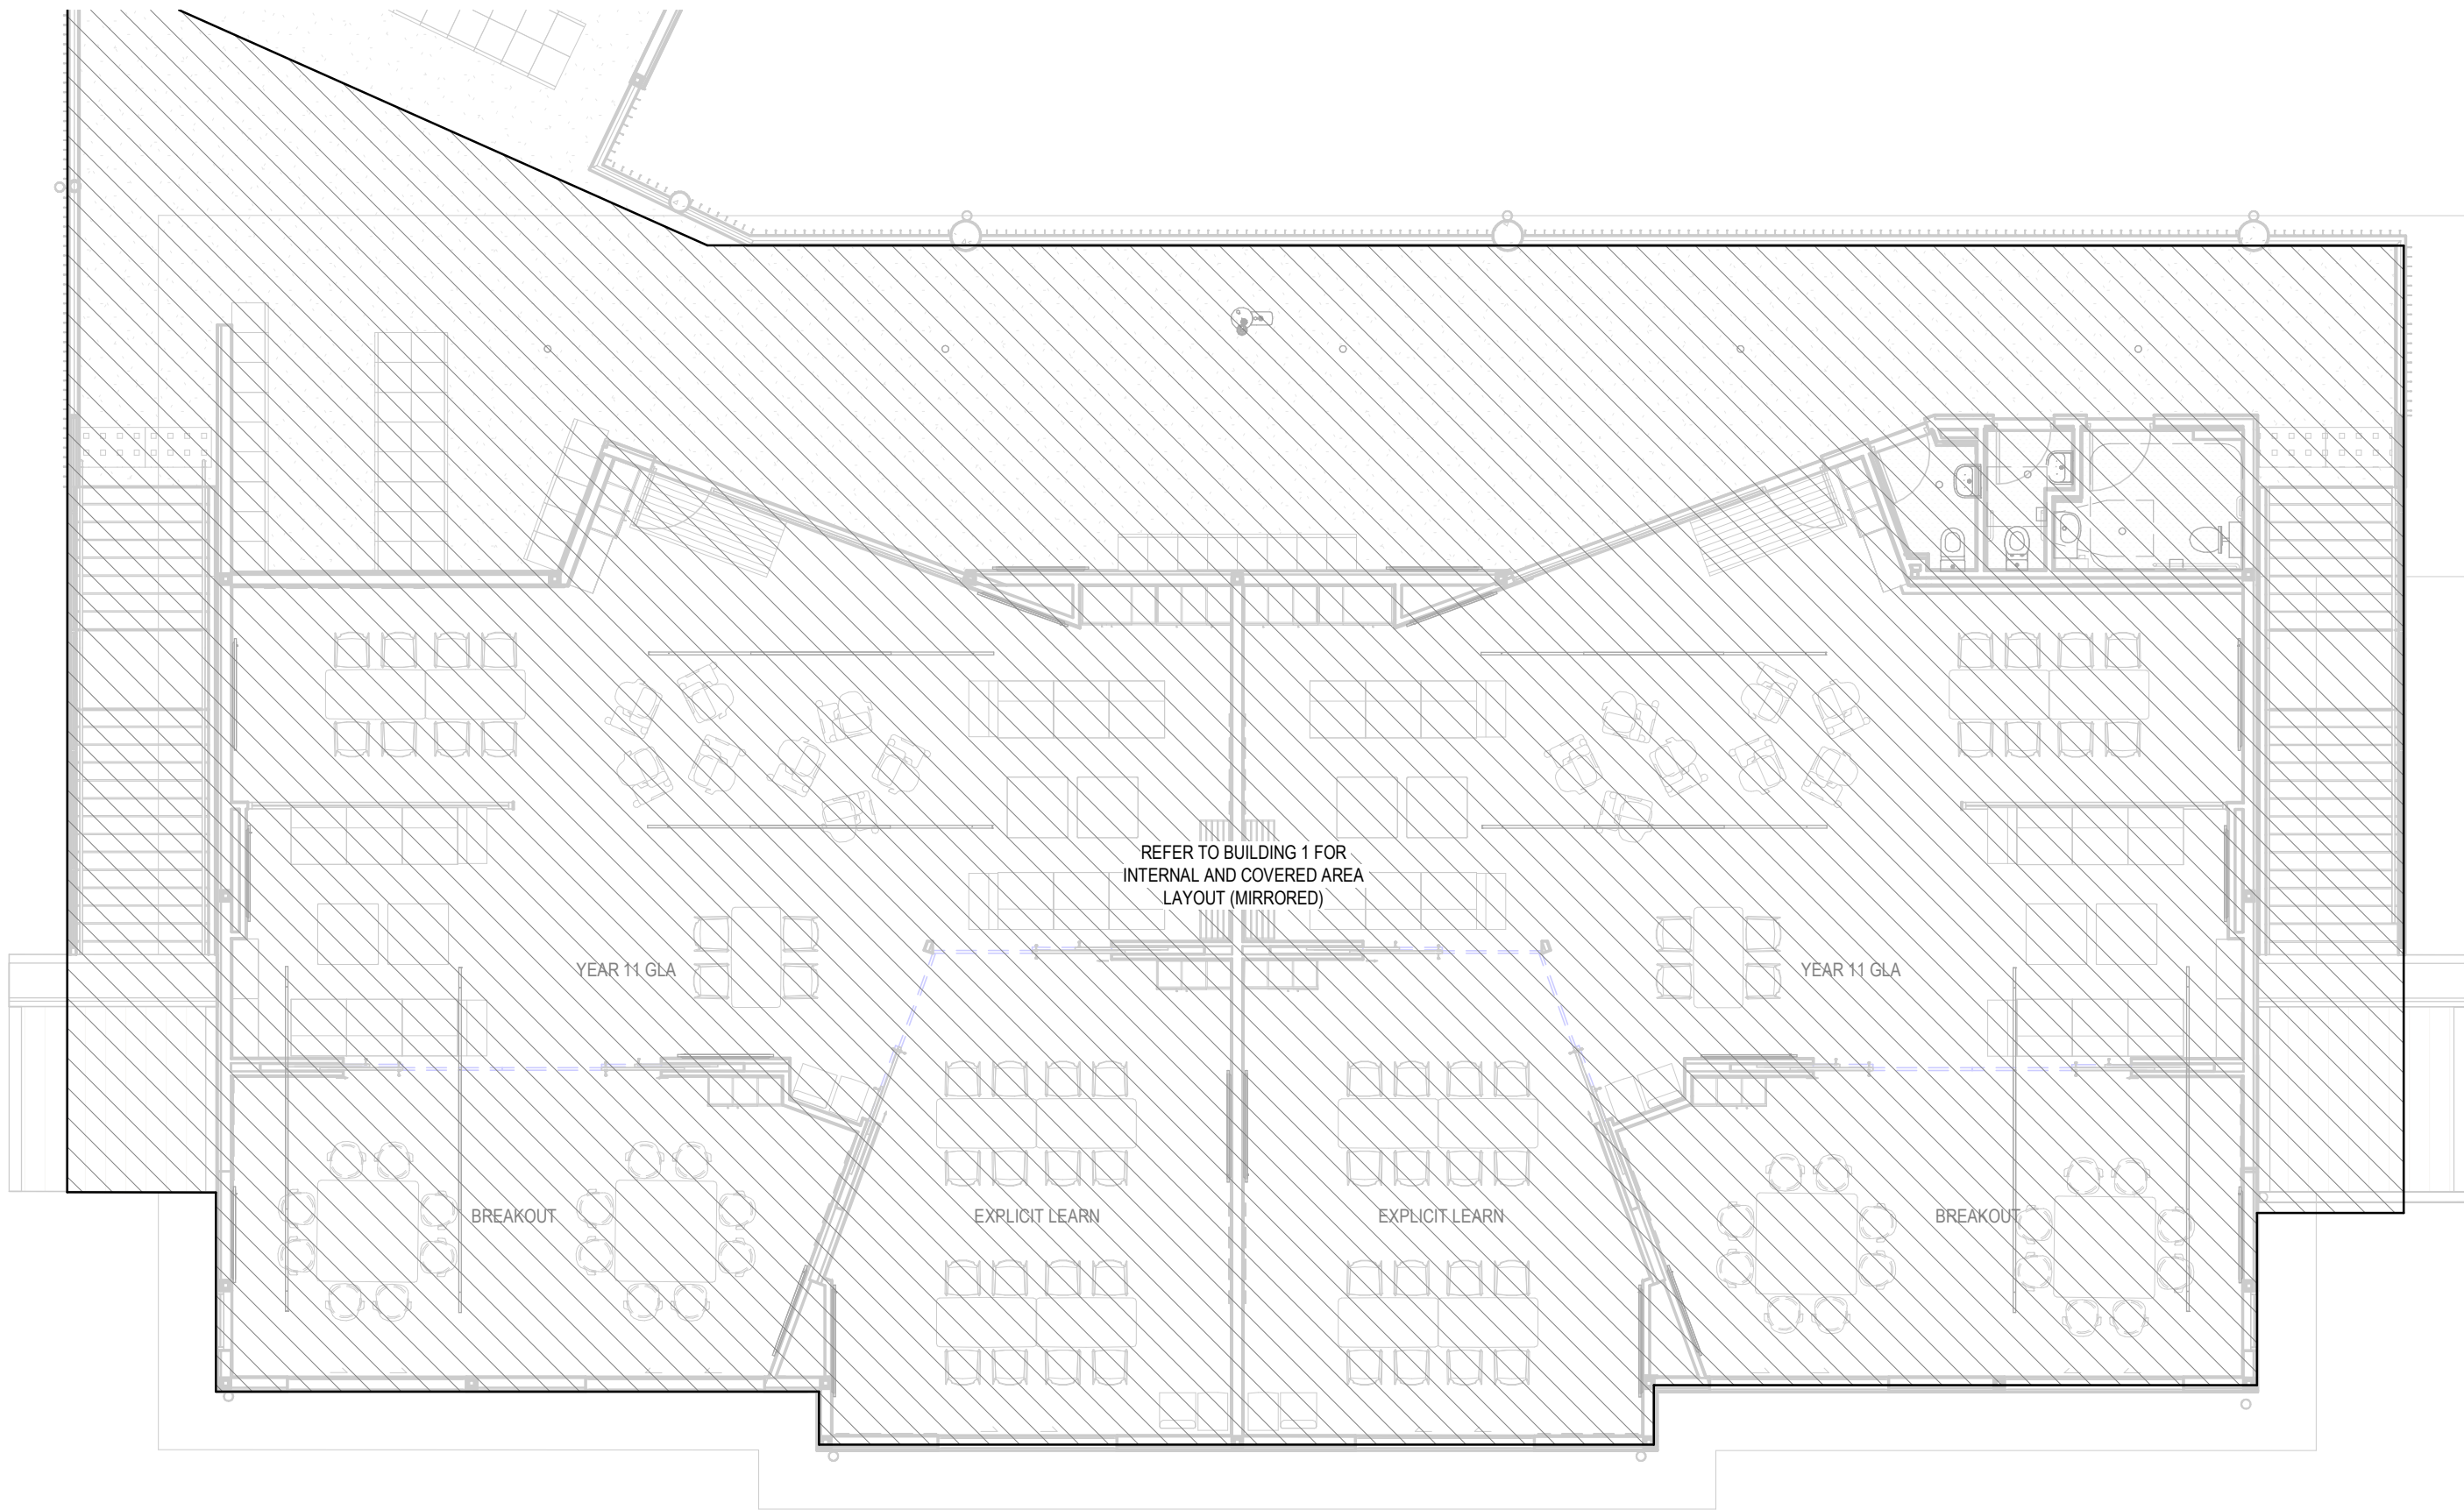 REFER TO BUILDING 1 FOR
INTERNAL AND COVERED AREA
LAYOUT (MIRRORED)
YEAR 11 GLA
YEAR 11 GLA
BREAKOUT
EXPLICIT LEARN
EXPLICIT LEARN
BREAKOUT